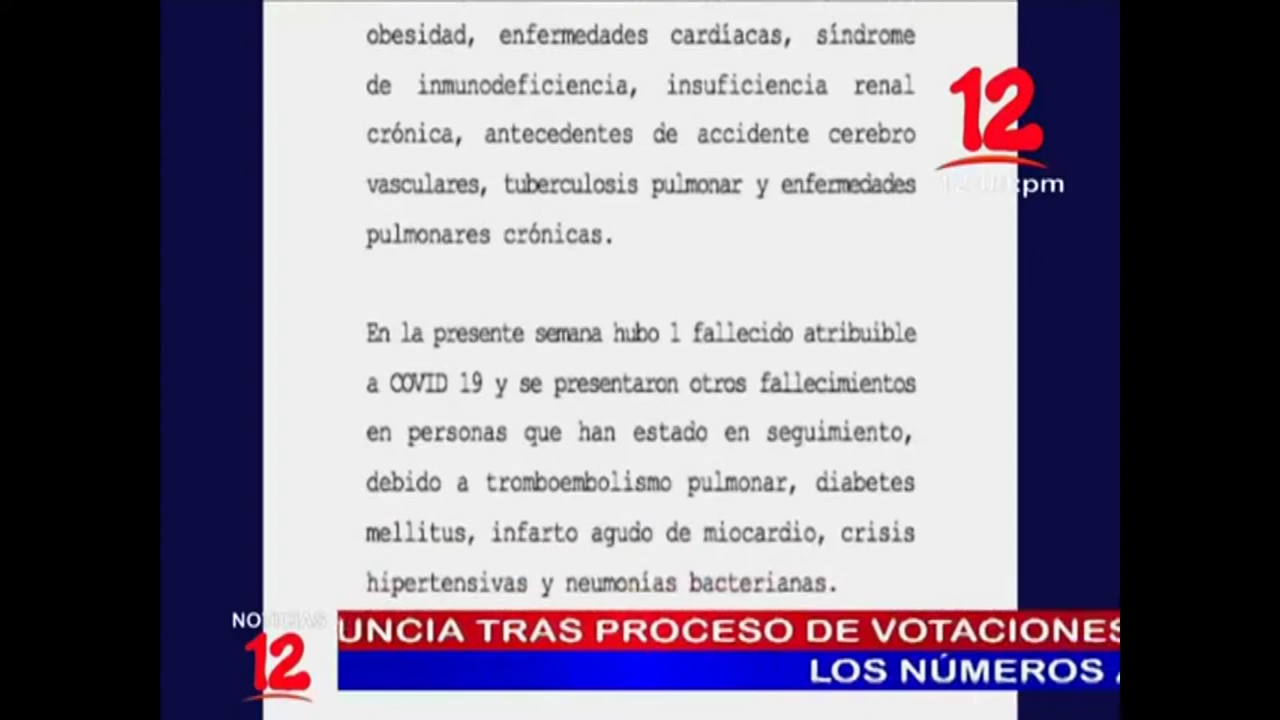 obesidad, enfermedades cardíacas, síndrome
de inmunodeficiencia, insuficiencia renal
crónica, antecedentes de accidente cerebro
vasculares, tuberculosis pulmonar y enfermedades
pulmonares crónicas.
12
pm
En la presente semana hubo 1 fallecido atribuible
a COVID 19 y se presentaron otros fallecimientos
en personas que han estado en seguimiento,
debido a tromboembolismo pulmonar, diabetes
mellitus, infarto agudo de miocardio, crisis
hipertensivas y neumonías bacterianas.
NOTICIAS
12
UNCIA TRAS PROCESO DE VOTACIONES
LOS NÚMEROS A